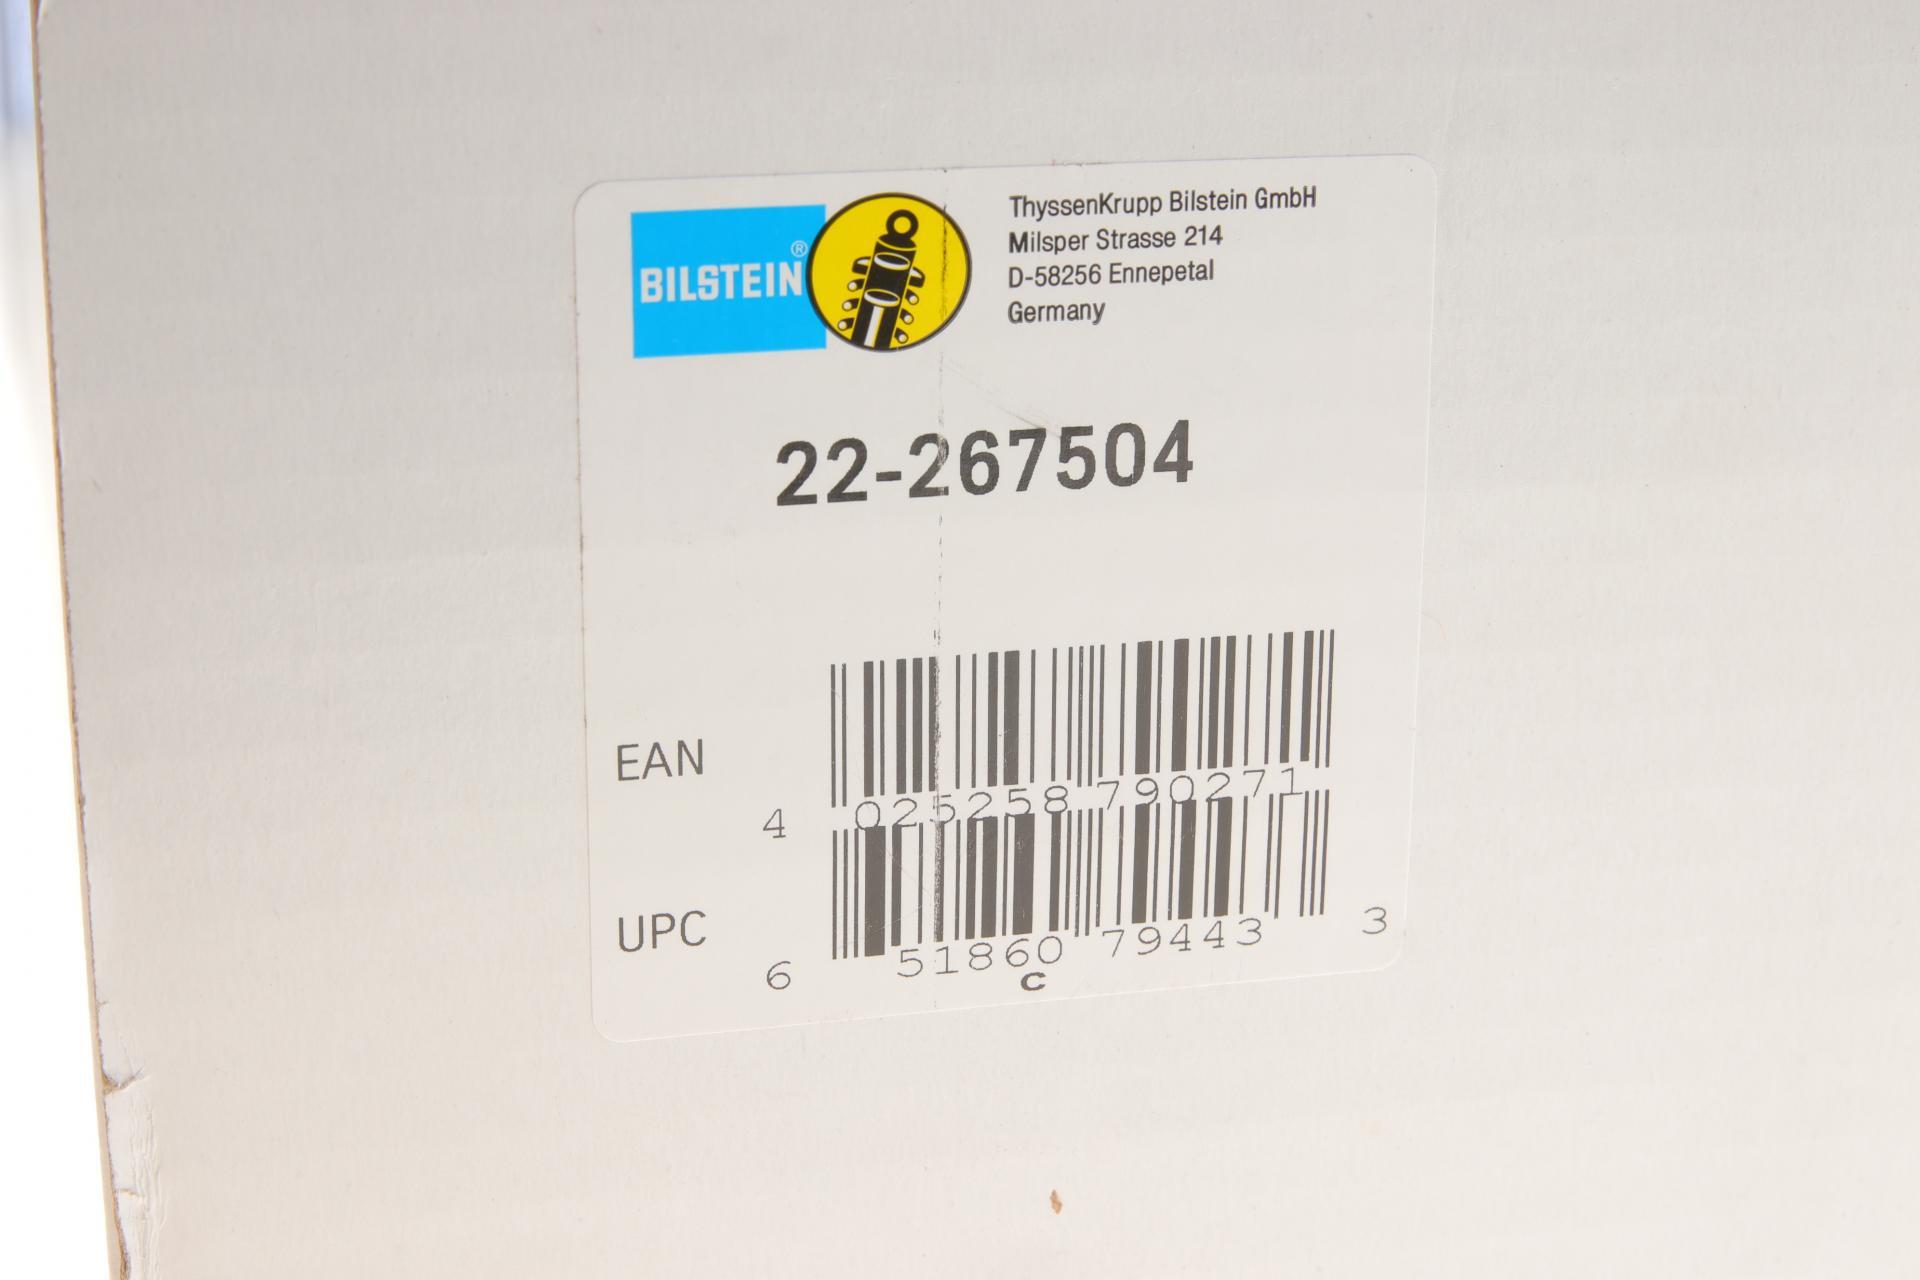 BILSTEIN®
ThyssenKrupp Bilstein GmbH
Milsper Strasse 214
D-58256 Ennepetal
Germany
22-267504
EAN
4 025258 790271
UPC
6 51860 79443 3
C